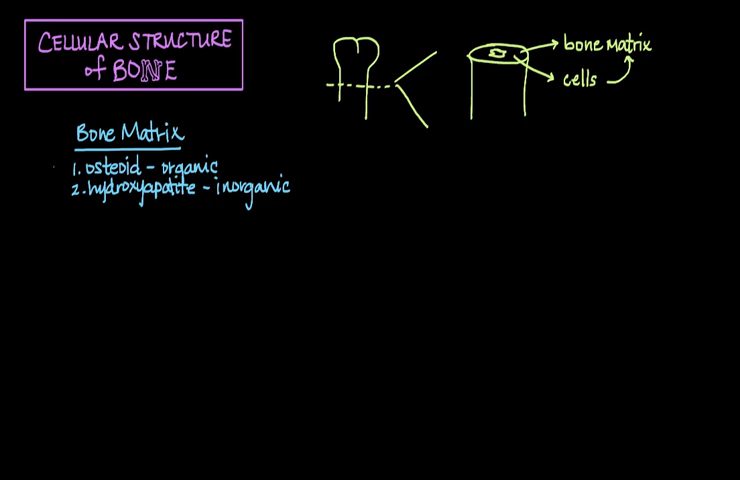 CELLULAR STRUCTURE
of BONE
bone matrix
cells
Bone Matrix
1. osteoid - organic
2. hydroxyapatite - inorganic